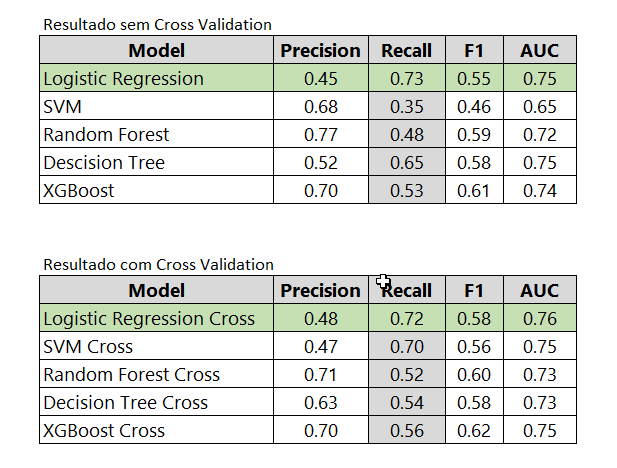 Resultado sem Cross Validation
Model Precision Recall F1 AUC
Logistic Regression 0.45 0.73 0.55 0.75
SVM 0.68 0.35 0.46 0.65
Random Forest 0.77 0.48 0.59 0.72
Descision Tree 0.52 0.65 0.58 0.75
XGBoost 0.70 0.53 0.61 0.74
Resultado com Cross Validation
Model Precision Recall F1 AUC
Logistic Regression Cross 0.48 0.72 0.58 0.76
SVM Cross 0.47 0.70 0.56 0.75
Random Forest Cross 0.71 0.52 0.60 0.73
Decision Tree Cross 0.63 0.54 0.58 0.73
XGBoost Cross 0.70 0.56 0.62 0.75